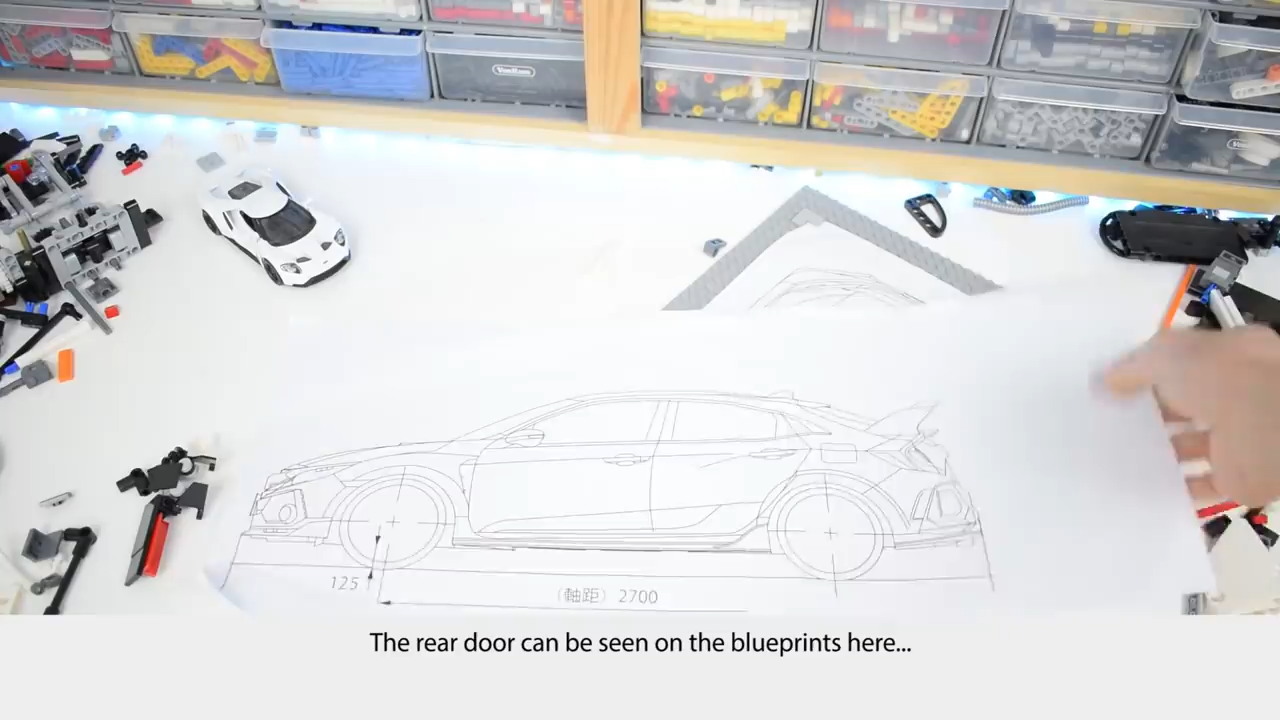 125
(軸距) 2700
The rear door can be seen on the blueprints here...